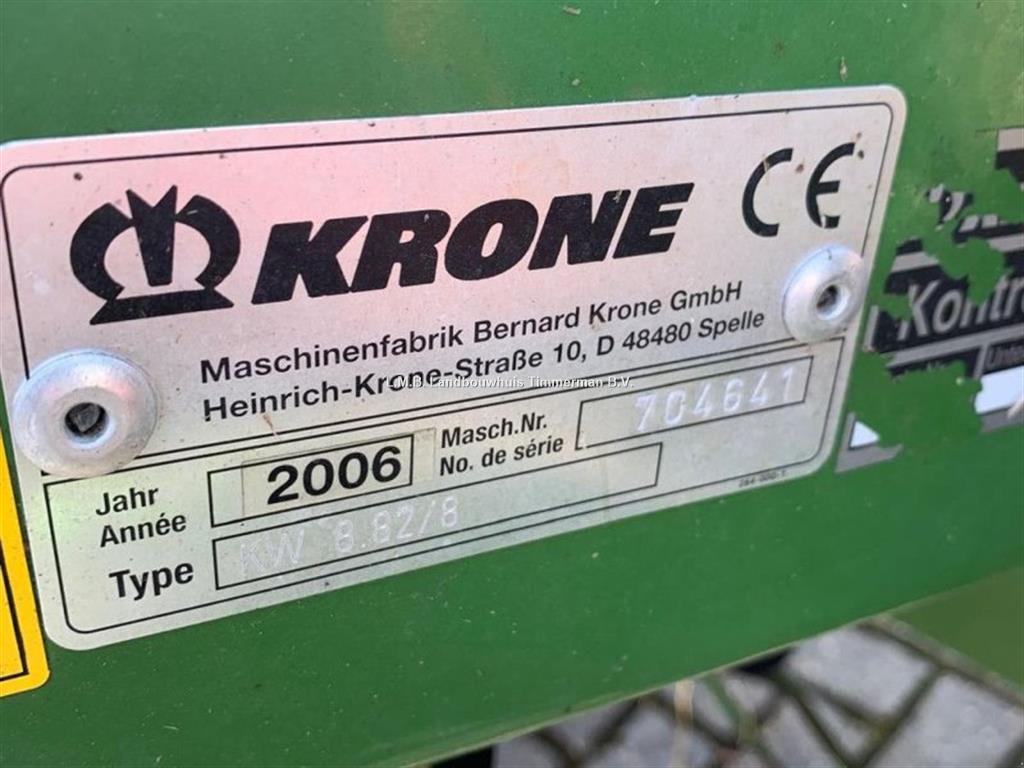 KRONE
CE
Maschinenfabrik Bernard Krone GmbH
Heinrich-Krone-Straße 10, D 48480 Spelle
L.M.B. Landbouwhuis Timmerman B.V.
Jahr
Année
2006
Masch.Nr.
No. de série
704641
Type
KW 8.82/8